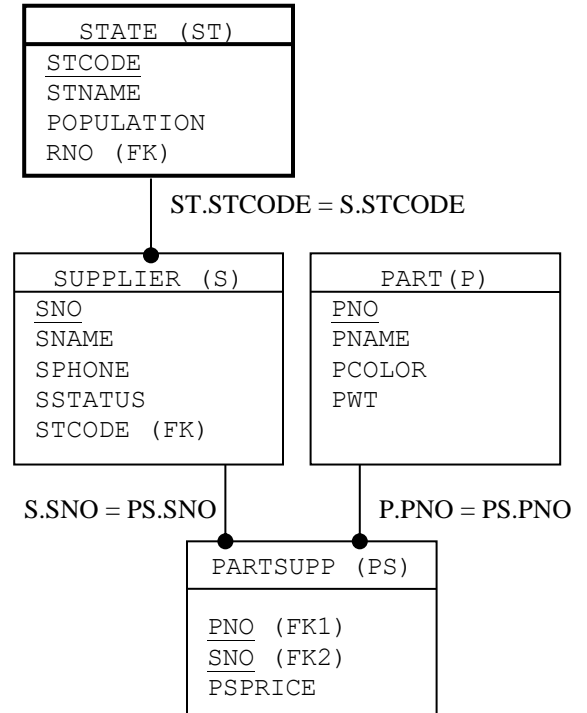 STATE (ST)
STCODE
STNAME
POPULATION
RNO (FK)
ST.STCODE = S.STCODE
SUPPLIER (S)
SNO
SNAME
SPHONE
SSTATUS
STCODE (FK)
PART(P)
PNO
PNAME
PCOLOR
PWT
S.SNO = PS.SNO
P.PNO = PS.PNO
PARTSUPP (PS)
PNO (FK1)
SNO (FK2)
PSPRICE